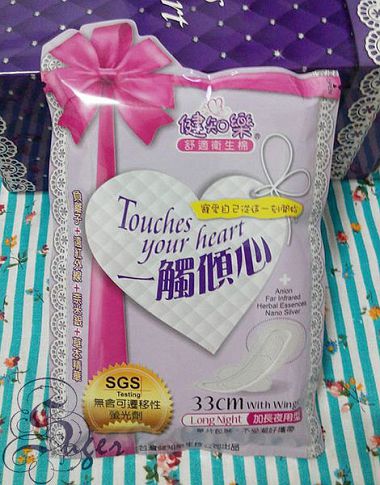 健知樂®
舒適衛生棉
寵愛自己從這一刻開始
Touches
your heart
一觸傾心
負離子+遠紅外線+奈米銀+草本精華
+
Anion
Far Infrared
Herbal Essences
Nano Silver
SGS
Testing
無含可遷移性
螢光劑
33cm With Wings
Long Night 加長夜用型
Suger